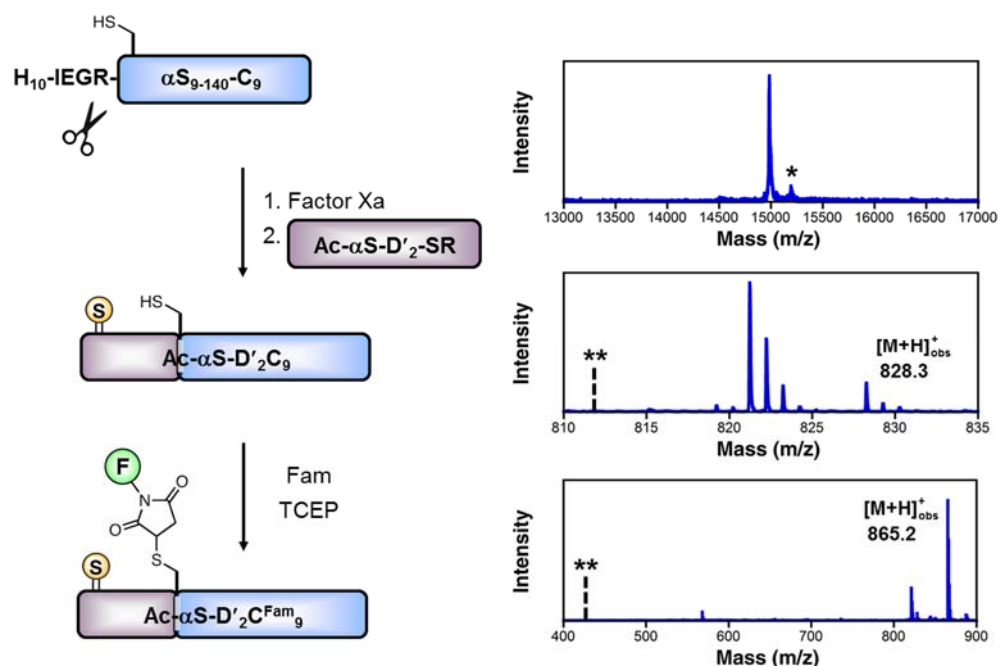 HS
H₁₀-IEGR-
αS₉₋₁₄₀-C₉
1. Factor Xa
2.
Ac-αS-D′₂-SR
S
HS
Ac-αS-D′₂C₉
F
N
O
O
S
Fam
TCEP
S
Ac-αS-D′₂C^Fam₉
Intensity
*
13000 13500 14000 14500 15000 15500 16000 16500 17000
Mass (m/z)
Intensity
**
[M+H]⁺obs
828.3
810 815 820 825 830 835
Mass (m/z)
Intensity
**
[M+H]⁺obs
865.2
400 500 600 700 800 900
Mass (m/z)